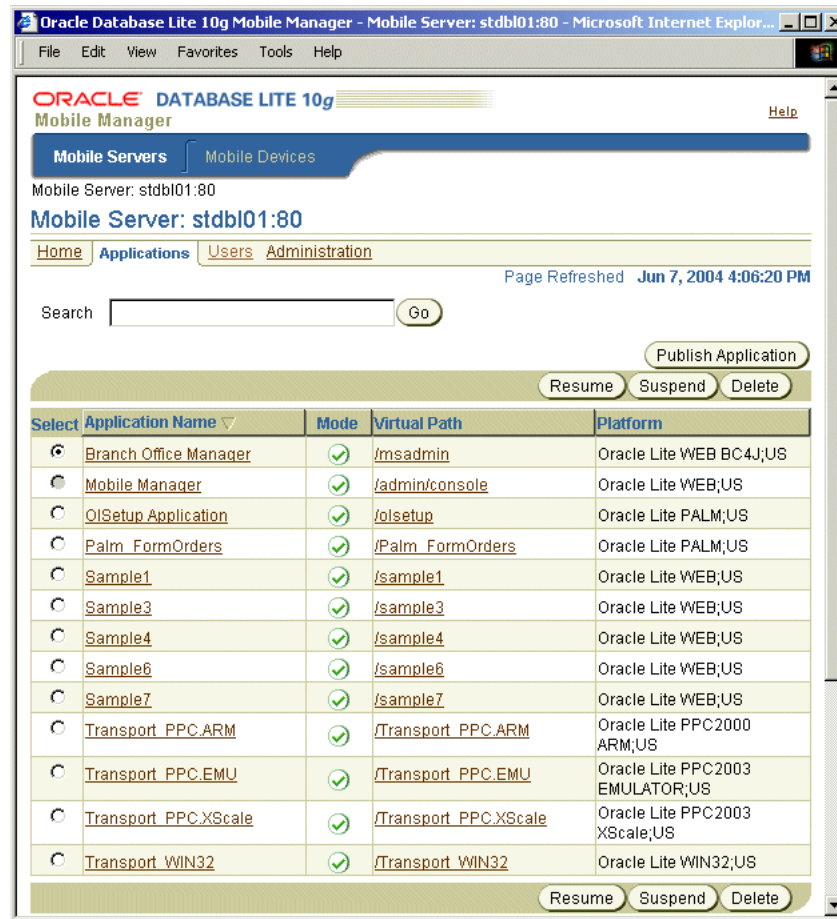 Oracle Database Lite 10g Mobile Manager - Mobile Server: stdbl01:80 - Microsoft Internet Explor...
File Edit View Favorites Tools Help
ORACLE DATABASE LITE 10g
Mobile Manager
Help
Mobile Servers Mobile Devices
Mobile Server: stdbl01:80
Mobile Server: stdbl01:80
Home Applications Users Administration
Page Refreshed Jun 7, 2004 4:06:20 PM
Search Go
Publish Application
Resume Suspend Delete
Select Application Name Mode Virtual Path Platform
Branch Office Manager /msadmin Oracle Lite WEB BC4J;US
Mobile Manager /admin/console Oracle Lite WEB;US
OlSetup Application /olsetup Oracle Lite PALM;US
Palm_FormOrders /Palm_FormOrders Oracle Lite PALM;US
Sample1 /sample1 Oracle Lite WEB;US
Sample3 /sample3 Oracle Lite WEB;US
Sample4 /sample4 Oracle Lite WEB;US
Sample6 /sample6 Oracle Lite WEB;US
Sample7 /sample7 Oracle Lite WEB;US
Transport_PPC.ARM /Transport_PPC.ARM Oracle Lite PPC2000
ARM;US
Transport_PPC.EMU /Transport_PPC.EMU Oracle Lite PPC2003
EMULATOR;US
Transport_PPC.XScale /Transport_PPC.XScale Oracle Lite PPC2003
XScale;US
Transport_WIN32 /Transport_WIN32 Oracle Lite WIN32;US
Resume Suspend Delete